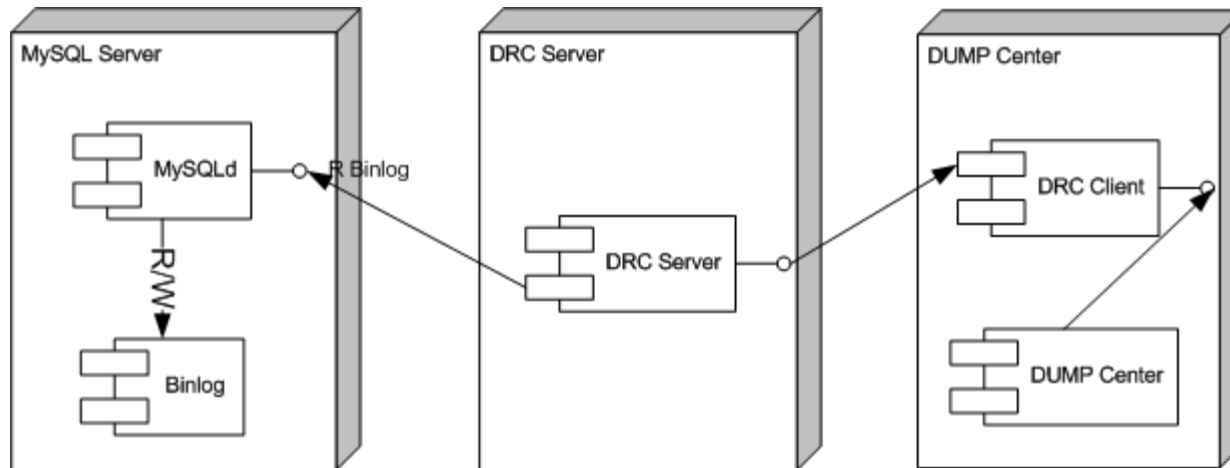 MySQL Server
MySQLd
R Binlog
R/W
Binlog
DRC Server
DRC Server
DUMP Center
DRC Client
DUMP Center